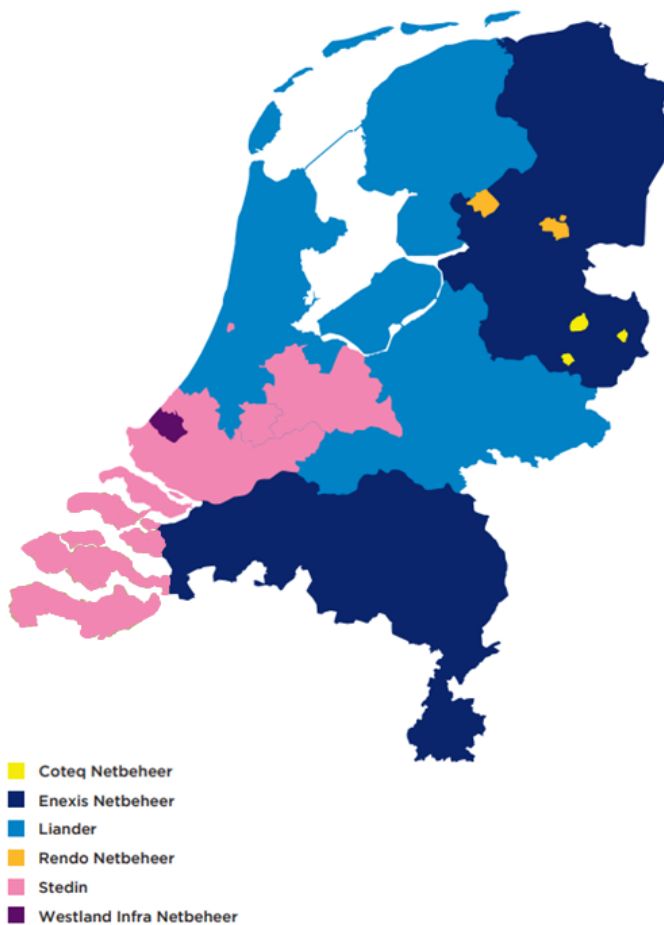 Coteq Netbeheer
Enexis Netbeheer
Liander
Rendo Netbeheer
Stedin
Westland Infra Netbeheer